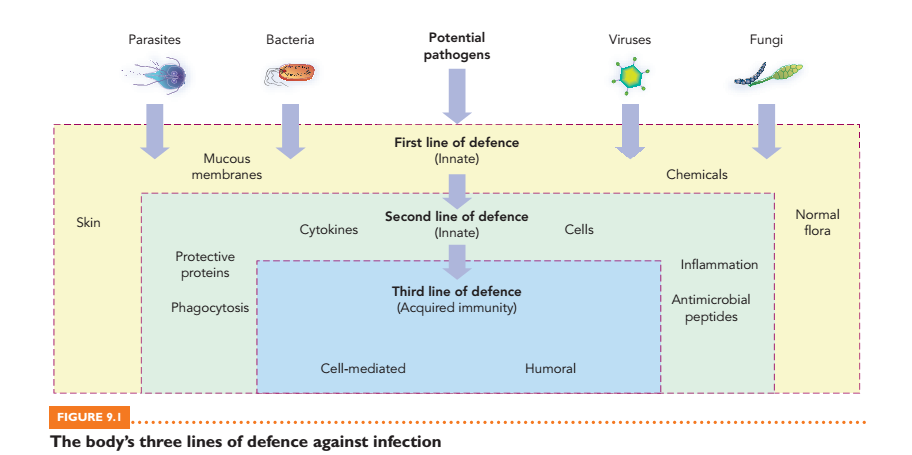 Potential
pathogens
Parasites
Bacteria
Viruses
Fungi
First line of defence
(Innate)
Mucous
membranes
Chemicals
Skin
Normal
flora
Second line of defence
(Innate)
Cytokines
Cells
Protective
proteins
Inflammation
Phagocytosis
Antimicrobial
peptides
Third line of defence
(Acquired immunity)
Cell-mediated
Humoral
FIGURE 9.1
The body's three lines of defence against infection